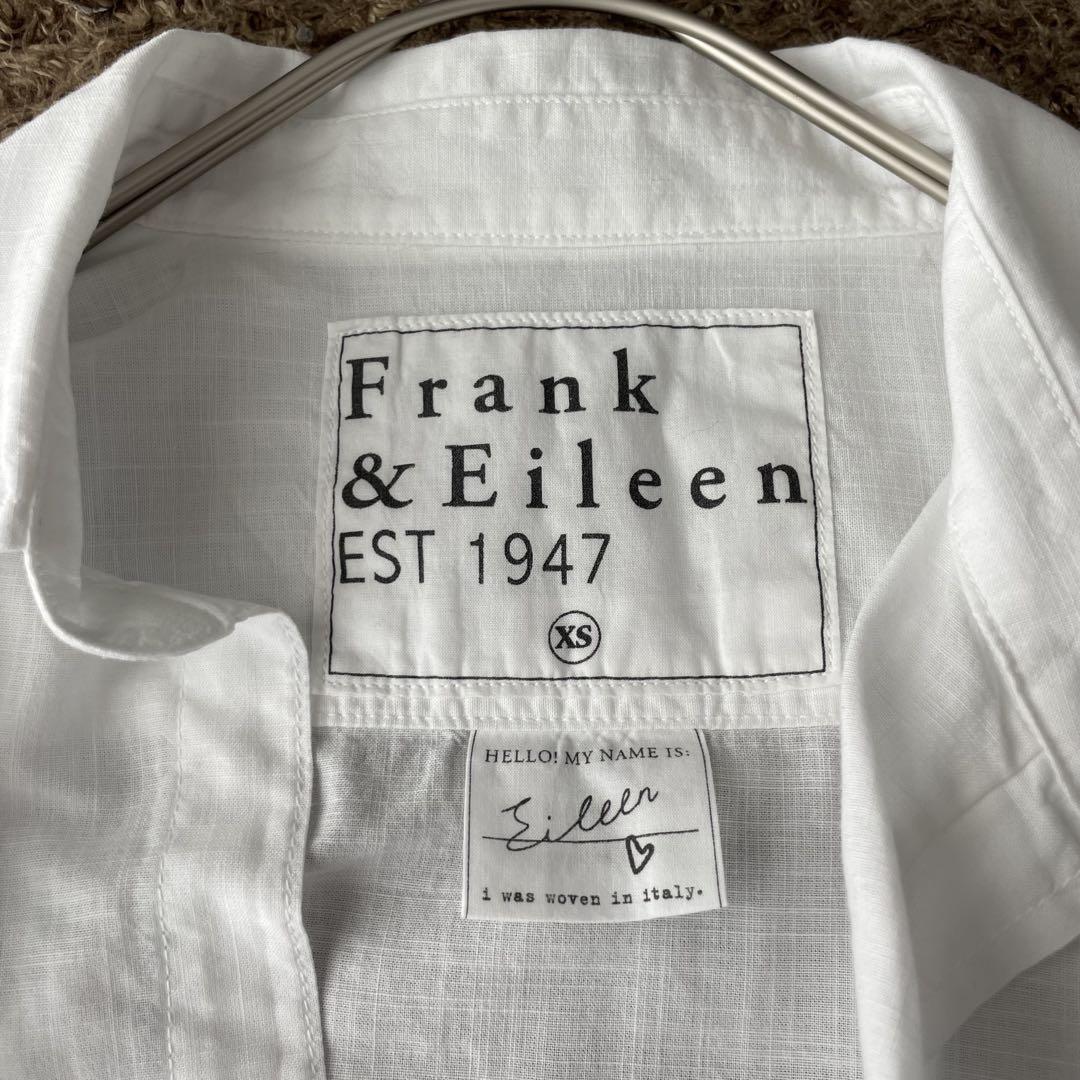 Frank
& Eileen
EST 1947
XS
HELLO! MY NAME IS:
Eileen
i was woven in italy.